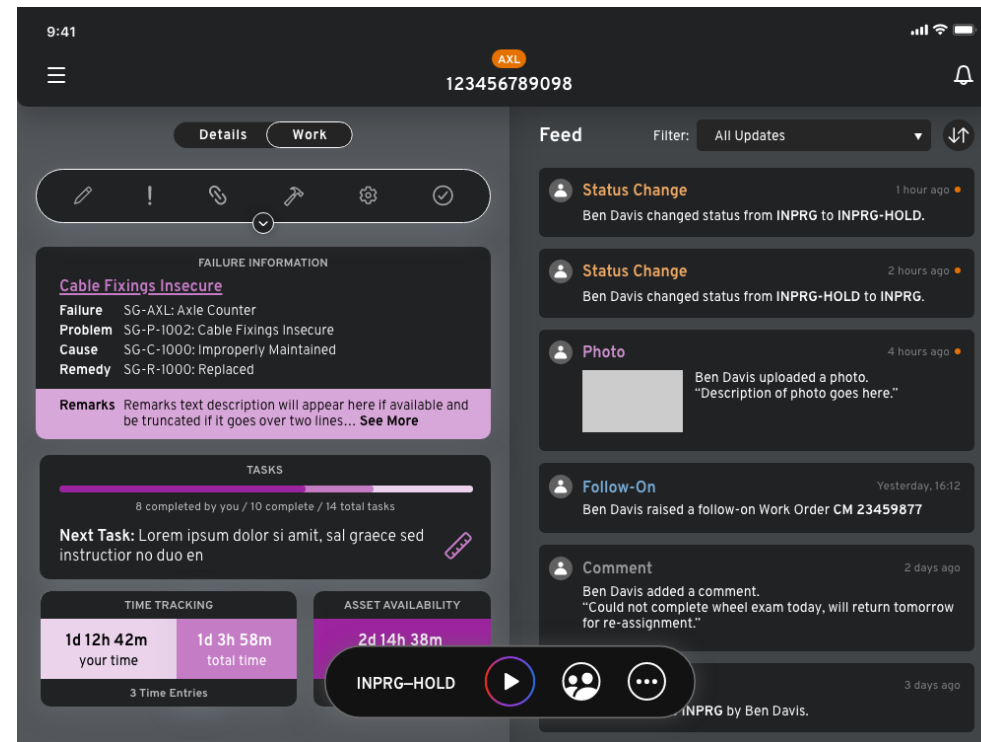 9:41
AXL
123456789098
Details
Work
FAILURE INFORMATION
Cable Fixings Insecure
Failure SG-AXL: Axle Counter
Problem SG-P-1002: Cable Fixings Insecure
Cause SG-C-1000: Improperly Maintained
Remedy SG-R-1000: Replaced
Remarks Remarks text description will appear here if available and
be truncated if it goes over two lines... See More
TASKS
8 completed by you / 10 complete / 14 total tasks
Next Task: Lorem ipsum dolor si amit, sal graece sed
instructior no duo en
TIME TRACKING
1d 12h 42m
your time
1d 3h 58m
total time
3 Time Entries
ASSET AVAILABILITY
2d 14h 38m
INPRG–HOLD
Feed
Filter:
All Updates
Status Change
1 hour ago
Ben Davis changed status from INPRG to INPRG-HOLD.
Status Change
2 hours ago
Ben Davis changed status from INPRG-HOLD to INPRG.
Photo
4 hours ago
Ben Davis uploaded a photo.
“Description of photo goes here.”
Follow-On
Yesterday, 16:12
Ben Davis raised a follow-on Work Order CM 23459877
Comment
2 days ago
Ben Davis added a comment.
“Could not complete wheel exam today, will return tomorrow
for re-assignment.”
3 days ago
INPRG by Ben Davis.